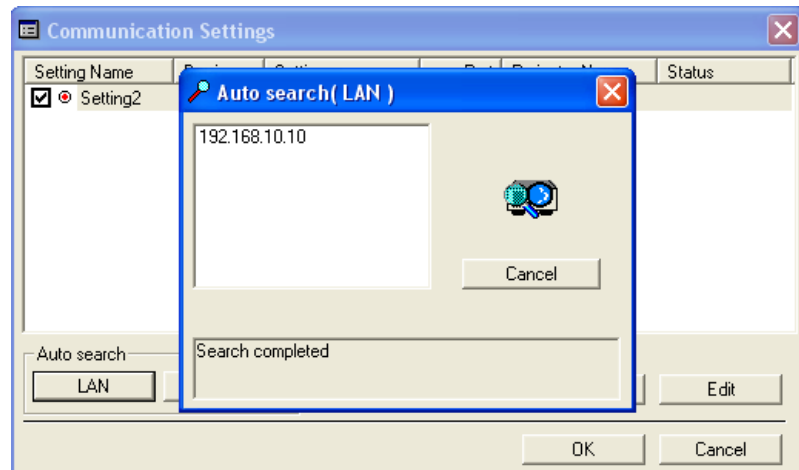 Communication Settings
Setting Name Status
Setting2
Auto search( LAN )
192.168.10.10
Cancel
Search completed
Auto search
LAN
Edit
OK Cancel